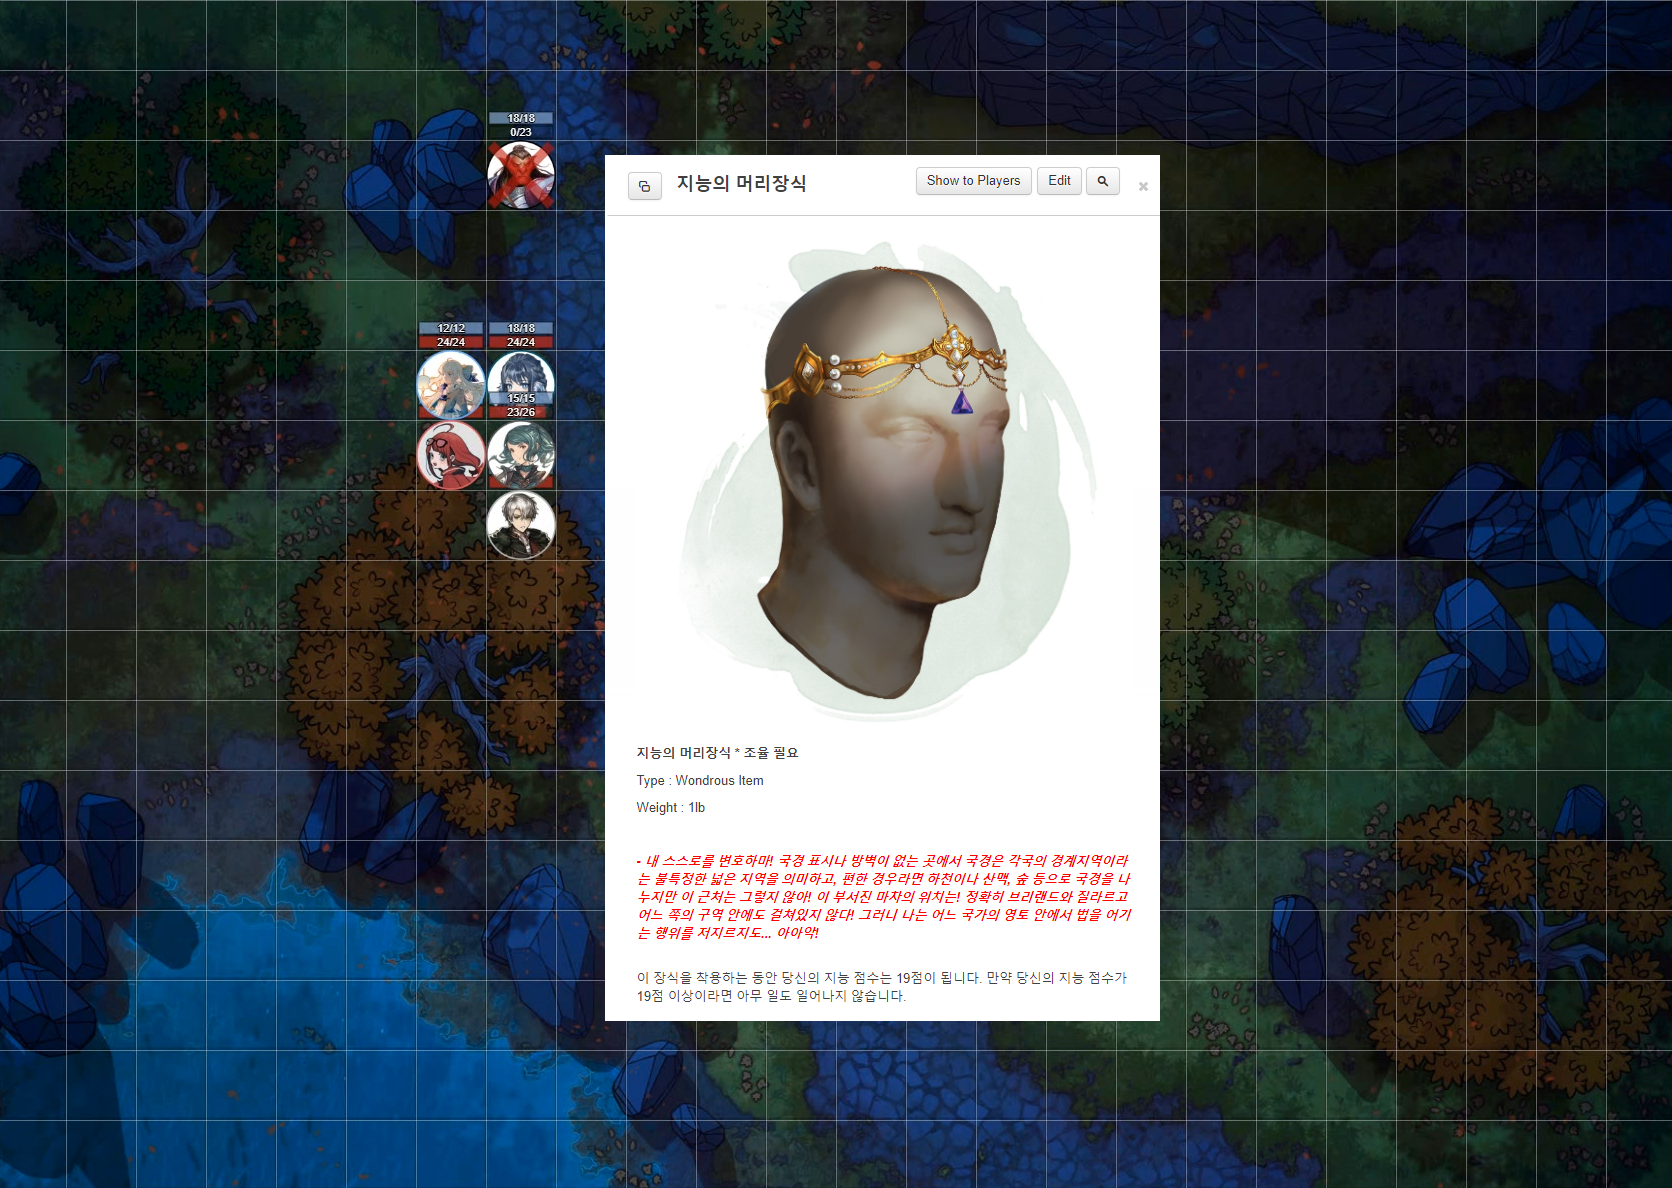 18/18
0/23
지능의 머리장식
Show to Players
Edit
12/12
24/24
18/18
24/24
15/15
23/26
지능의 머리장식 * 조율 필요
Type : Wondrous Item
Weight : 1lb
- 내 스스로를 변호하마! 국경 표시나 방벽이 없는 곳에서 국경은 각국의 경계지역이라
는 불특정한 넓은 지역을 의미하고, 편한 경우라면 하천이나 산맥, 숲 등으로 국경을 나
누지만 이 근처는 그렇지 않아! 이 부서진 마차의 위치는! 정확히 브리랜드와 질라르고
어느 쪽의 구역 안에도 걸쳐있지 않다! 그러니 나는 어느 국가의 영토 안에서 법을 어기
는 행위를 저지르지도... 아아악!
이 장식을 착용하는 동안 당신의 지능 점수는 19점이 됩니다. 만약 당신의 지능 점수가
19점 이상이라면 아무 일도 일어나지 않습니다.